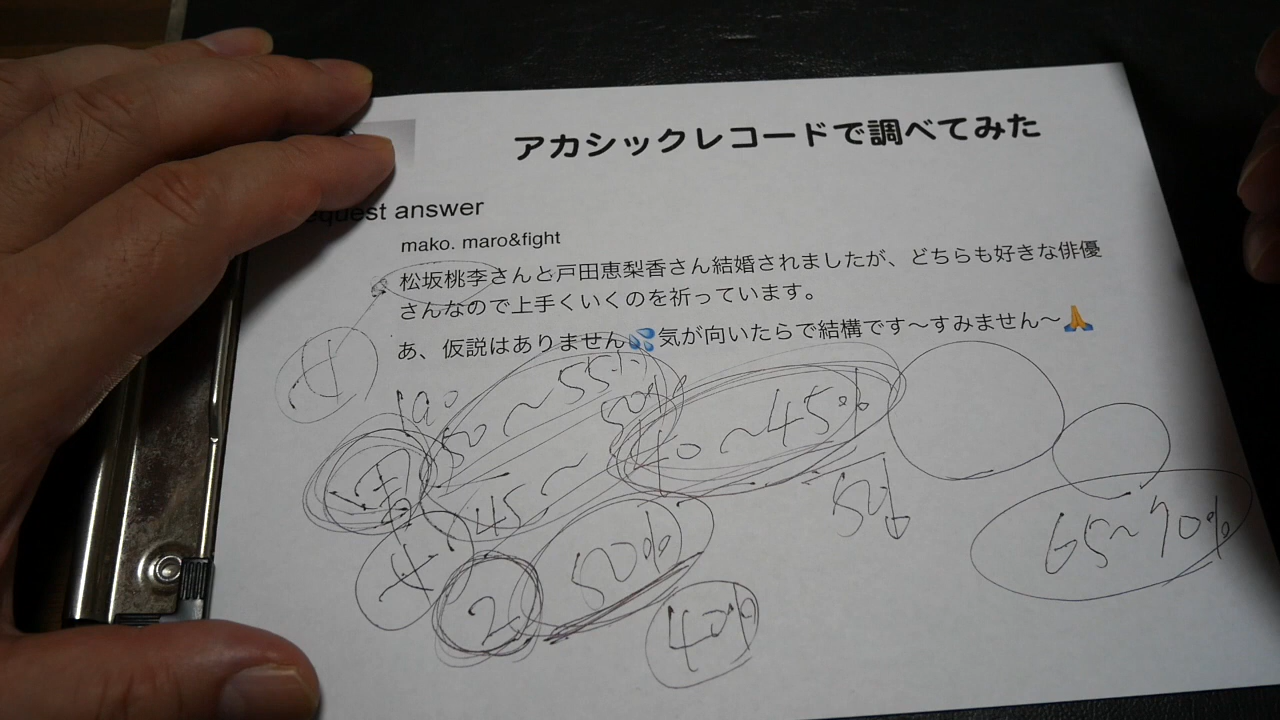 アカシックレコードで調べてみた
equest answer
mako. maro&fight
松坂桃李さんと戸田恵梨香さん結婚されましたが、どちらも好きな俳優
さんなので上手くいくのを祈っています。
あ、仮説はありません💦気が向いたらで結構です〜すみません〜🙏
50～55%
50%
40～45%
45～
50%
65～70%
2
50%
40%